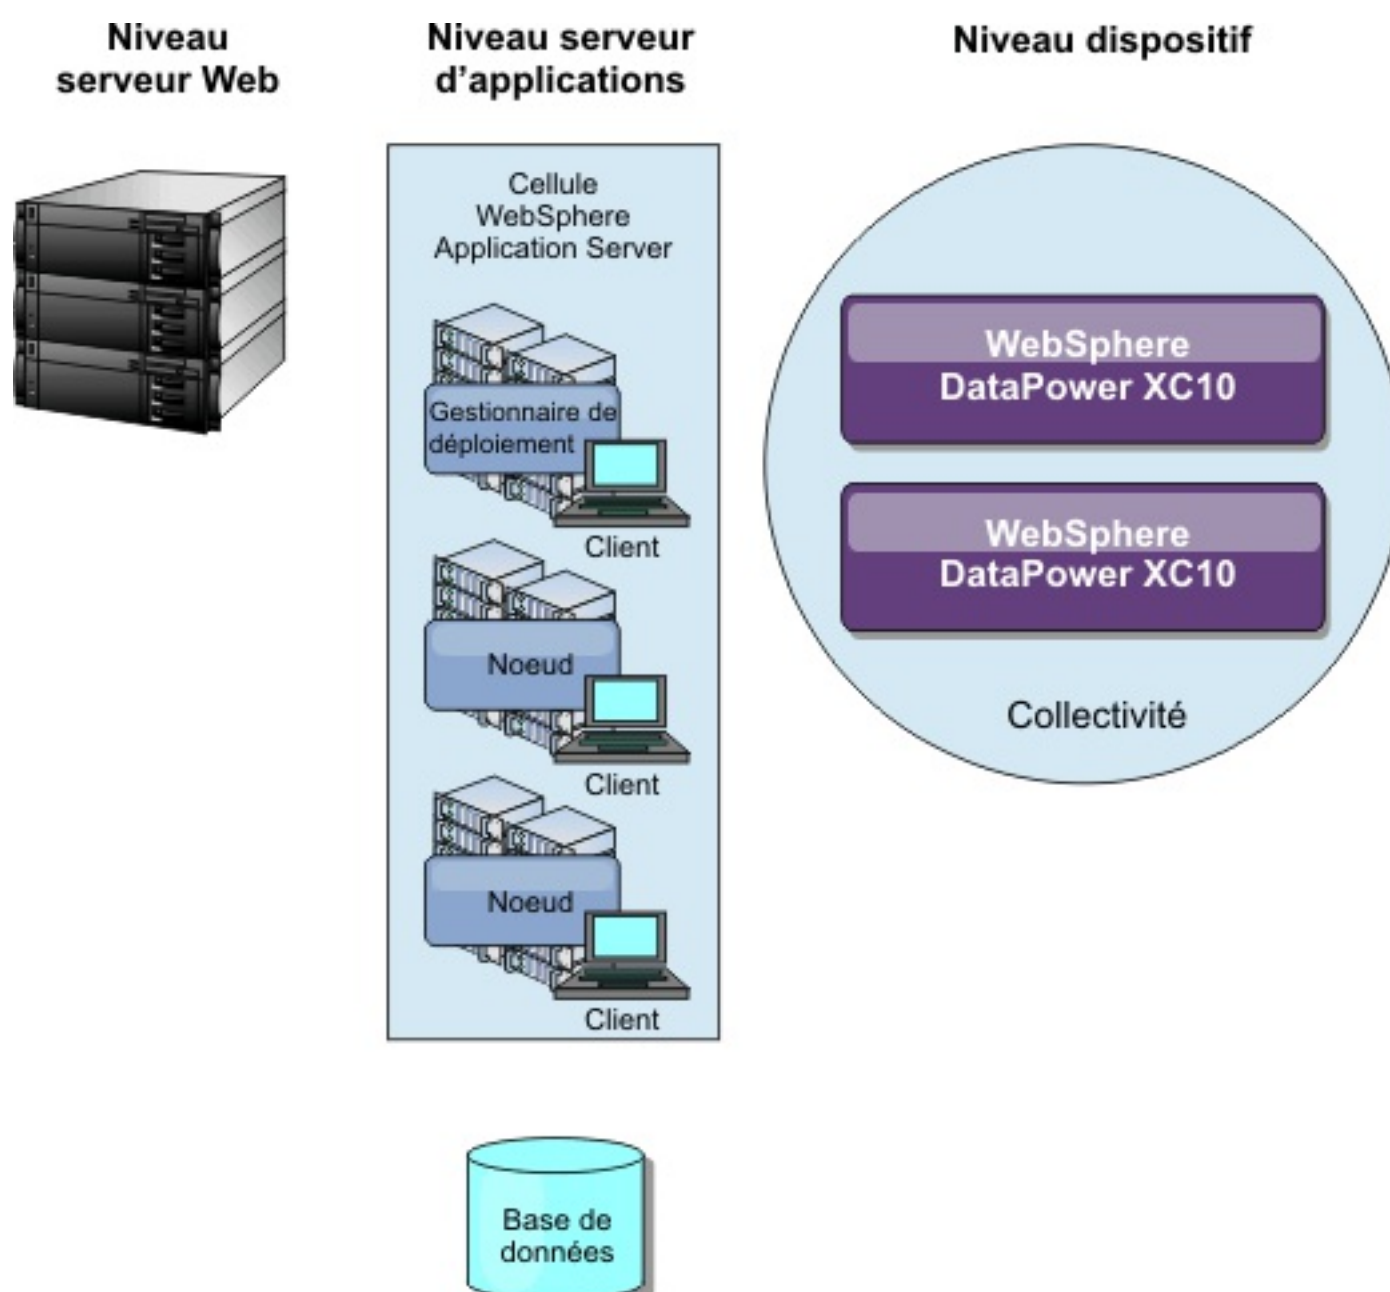 Niveau
serveur Web
Niveau serveur
d'applications
Niveau dispositif
Cellule
WebSphere
Application Server
Gestionnaire de
déploiement
Client
Noeud
Client
Noeud
Client
WebSphere
DataPower XC10
WebSphere
DataPower XC10
Collectivité
Base de
données